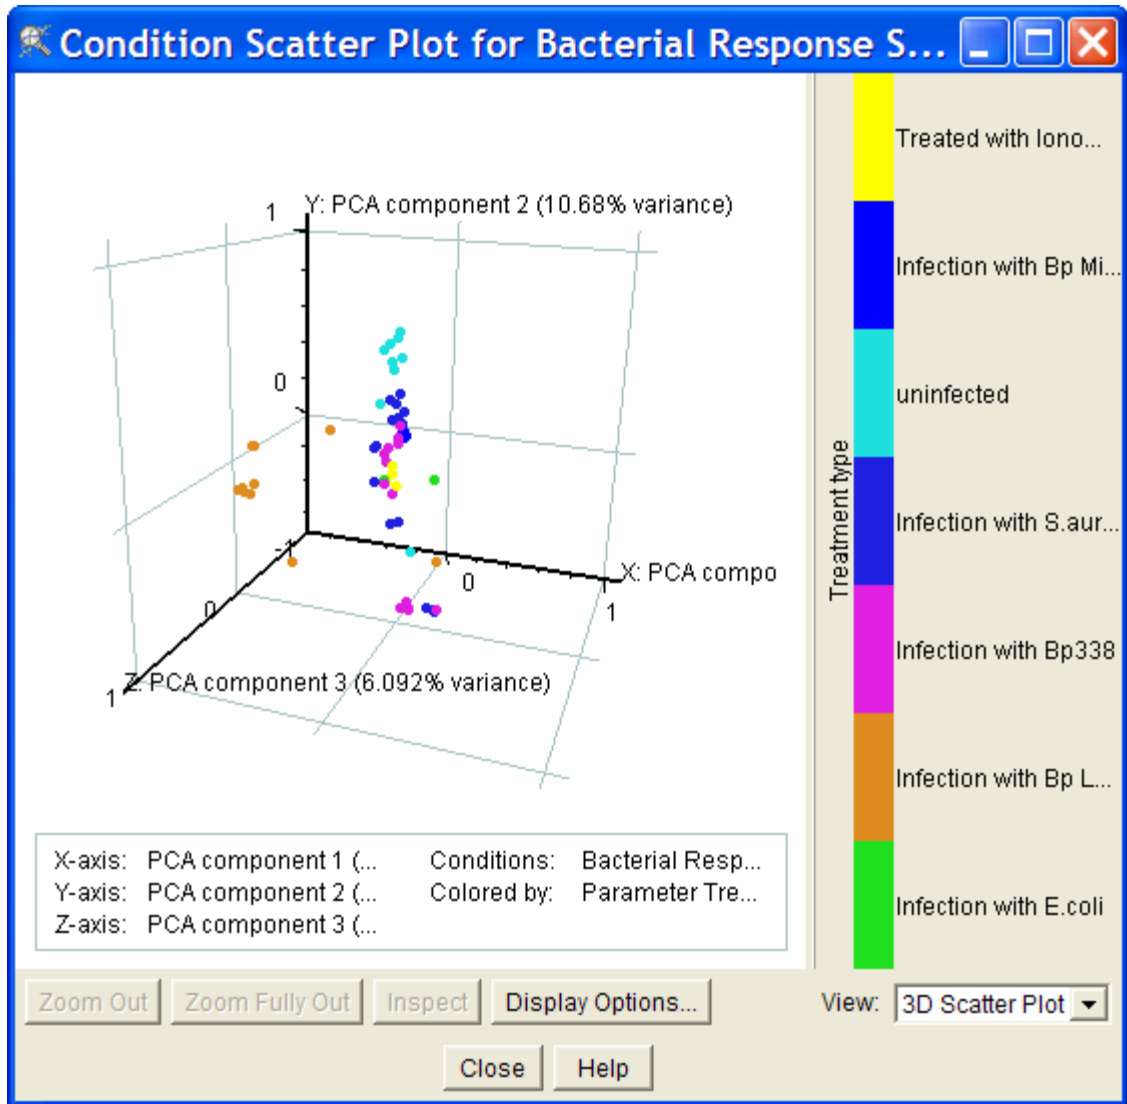 Condition Scatter Plot for Bacterial Response S...
Treated with Iono...
Infection with Bp Mi...
uninfected
Infection with S.aur...
Infection with Bp338
Infection with Bp L...
Infection with E.coli
Treatment type
1
Y: PCA component 2 (10.68% variance)
0
-1
X: PCA compo
0
0
1
1
Z: PCA component 3 (6.092% variance)
X-axis: PCA component 1 (... Conditions: Bacterial Resp...
Y-axis: PCA component 2 (... Colored by: Parameter Tre...
Z-axis: PCA component 3 (...
Zoom Out Zoom Fully Out Inspect Display Options... View: 3D Scatter Plot
Close Help